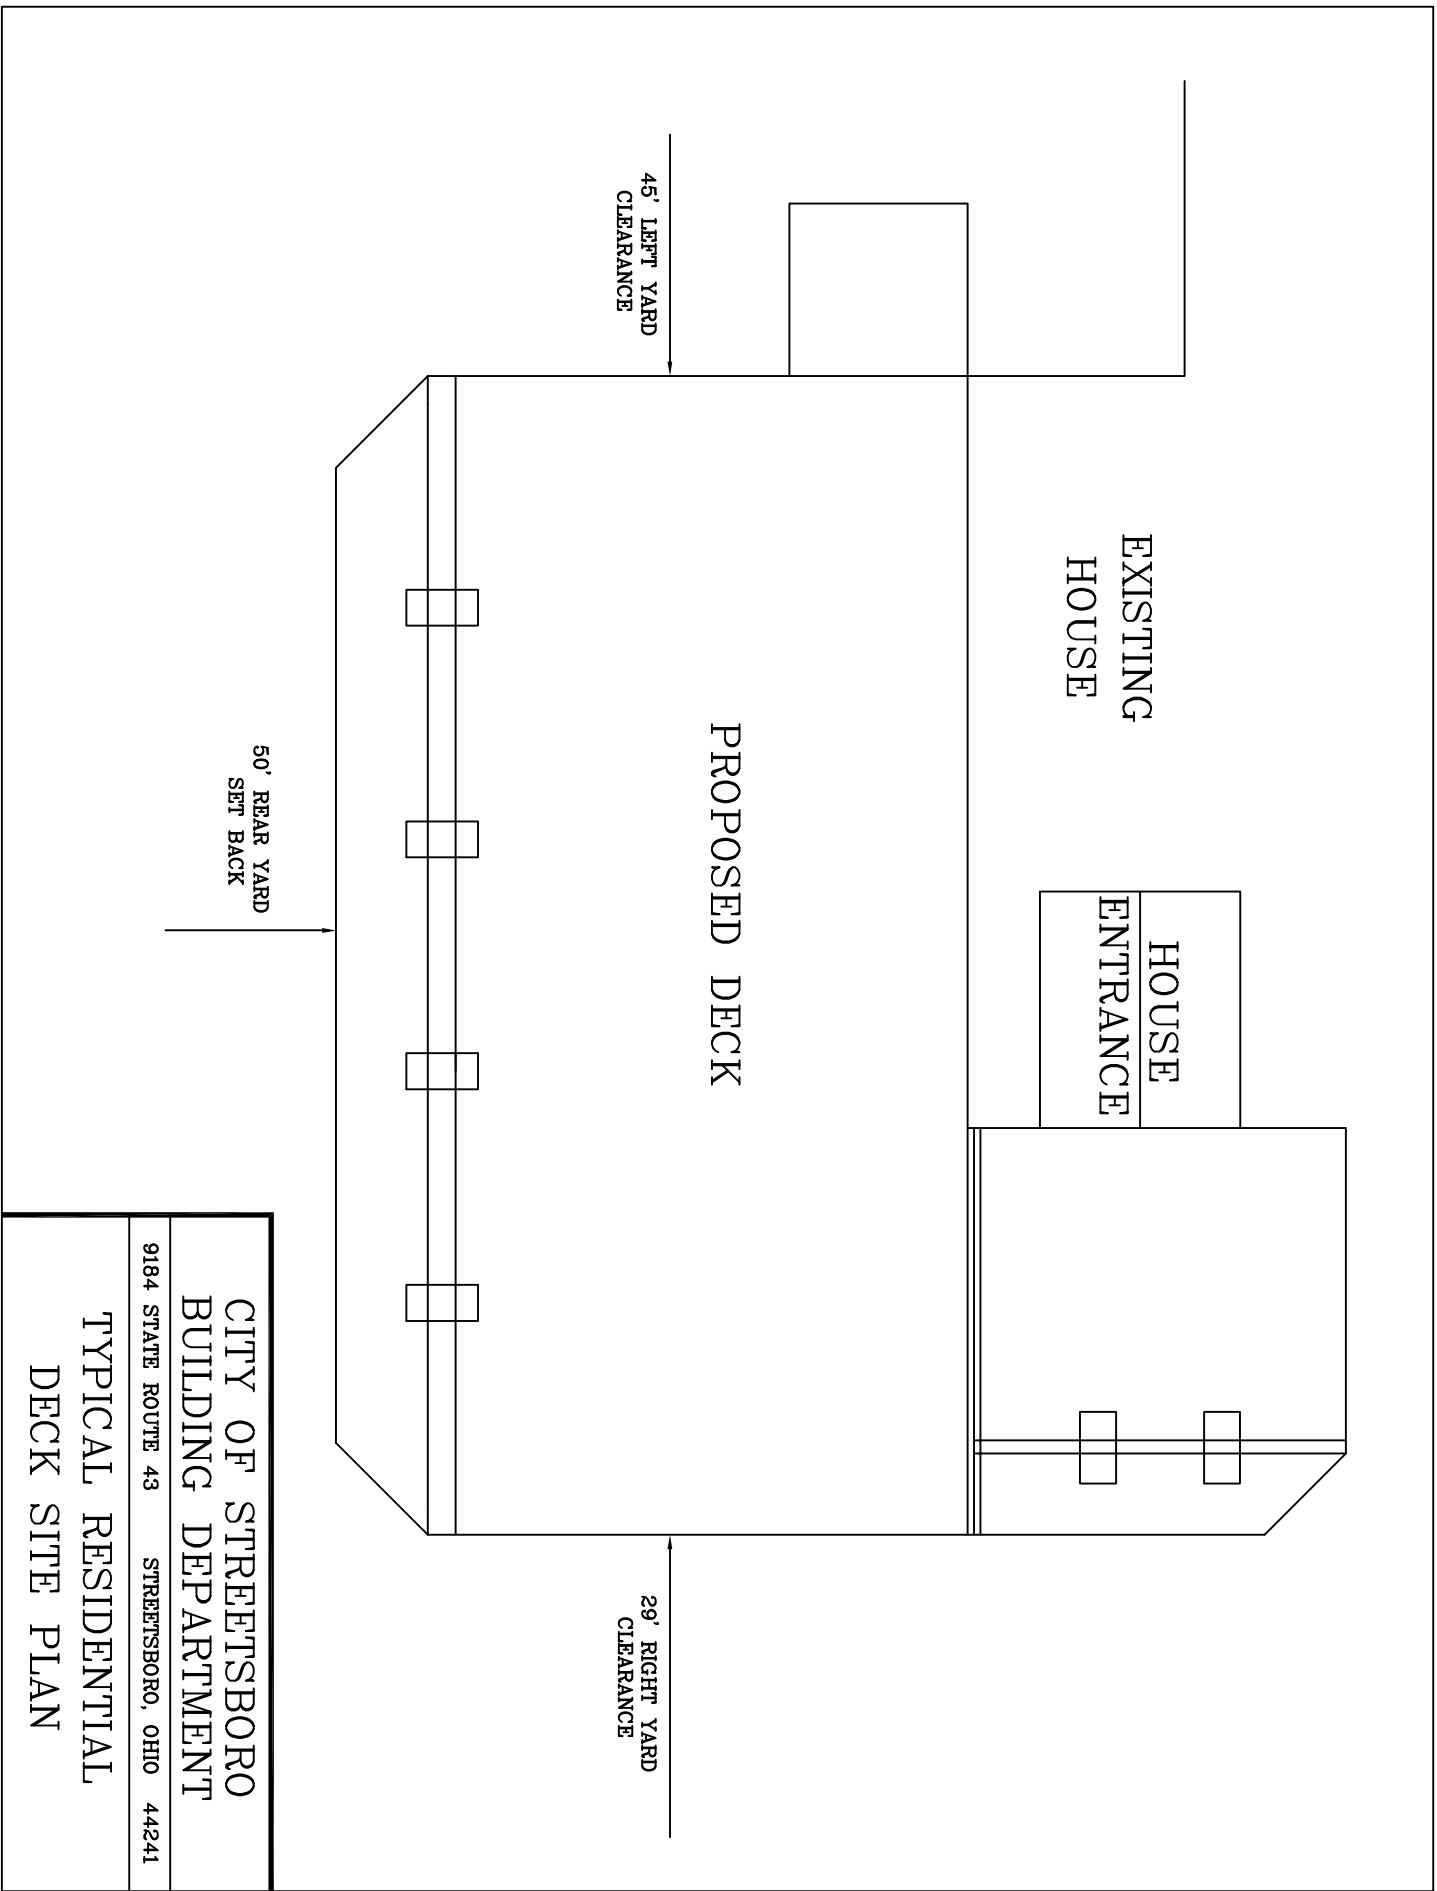 EXISTING
HOUSE
HOUSE
ENTRANCE
PROPOSED DECK
45' LEFT YARD
CLEARANCE
29' RIGHT YARD
CLEARANCE
50' REAR YARD
SET BACK
CITY OF STREETSBORO
BUILDING DEPARTMENT
9184 STATE ROUTE 43 STREETSBORO, OHIO 44241
TYPICAL RESIDENTIAL
DECK SITE PLAN